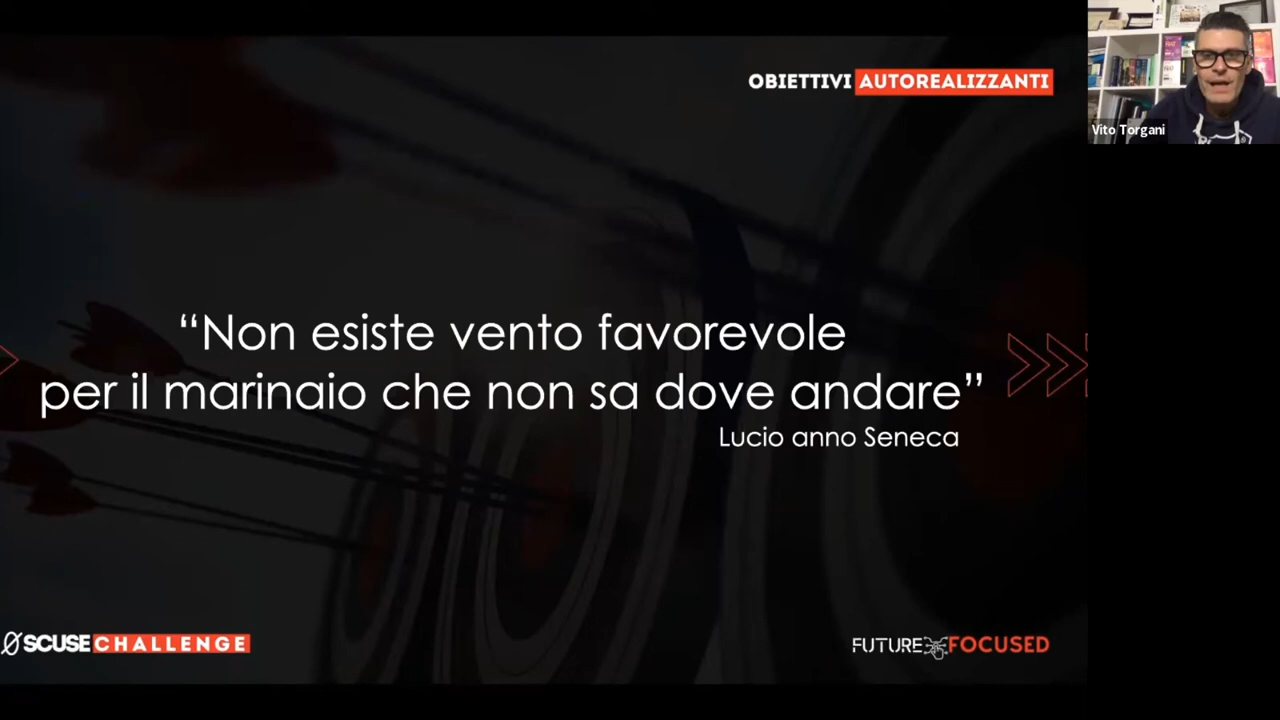 OBIETTIVI AUTOREALIZZANTI
Vito Torgani
“Non esiste vento favorevole
per il marinaio che non sa dove andare”
Lucio anno Seneca
ØSCUSE CHALLENGE
FUTURE FOCUSED